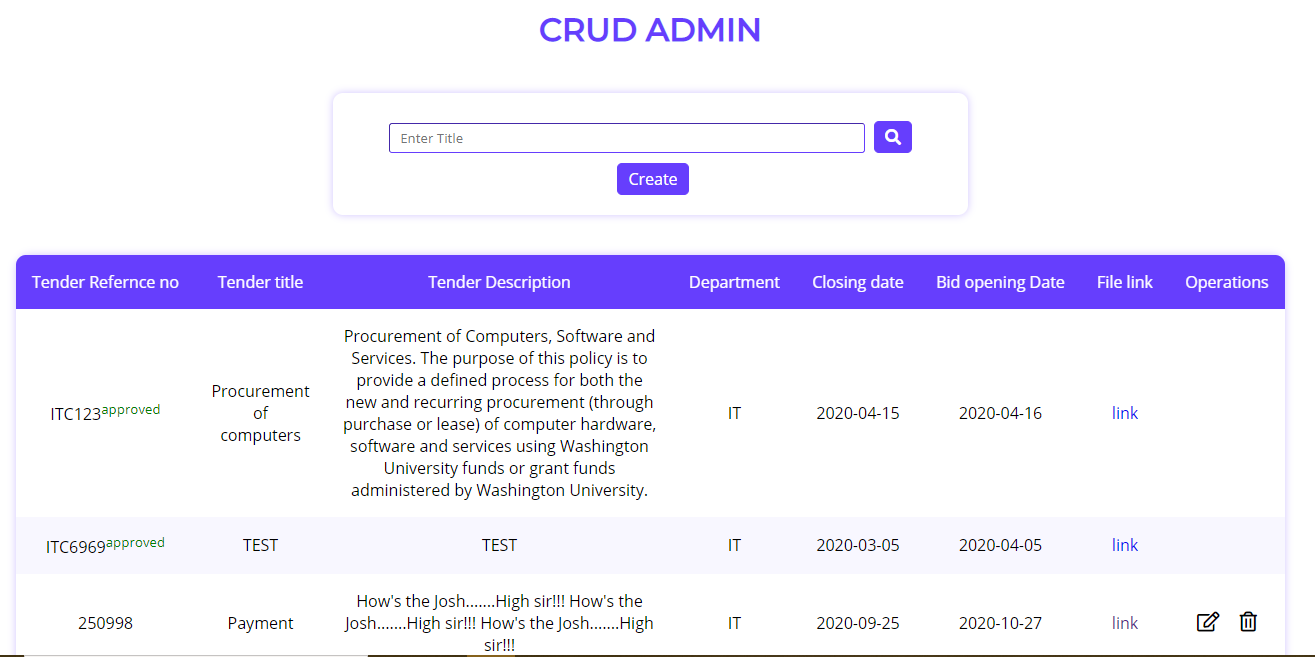 CRUD ADMIN
Enter Title
Create
Tender Refernce no Tender title Tender Description Department Closing date Bid opening Date File link Operations
Procurement of Computers, Software and
Services. The purpose of this policy is to
provide a defined process for both the
new and recurring procurement (through
purchase or lease) of computer hardware,
software and services using Washington
University funds or grant funds
administered by Washington University.
Procurement
of
computers
ITC123approved IT 2020-04-15 2020-04-16 link
ITC6969approved TEST TEST IT 2020-03-05 2020-04-05 link
How's the Josh.......High sir!!! How's the
Josh.......High sir!!! How's the Josh.......High
sir!!!
250998 Payment IT 2020-09-25 2020-10-27 link